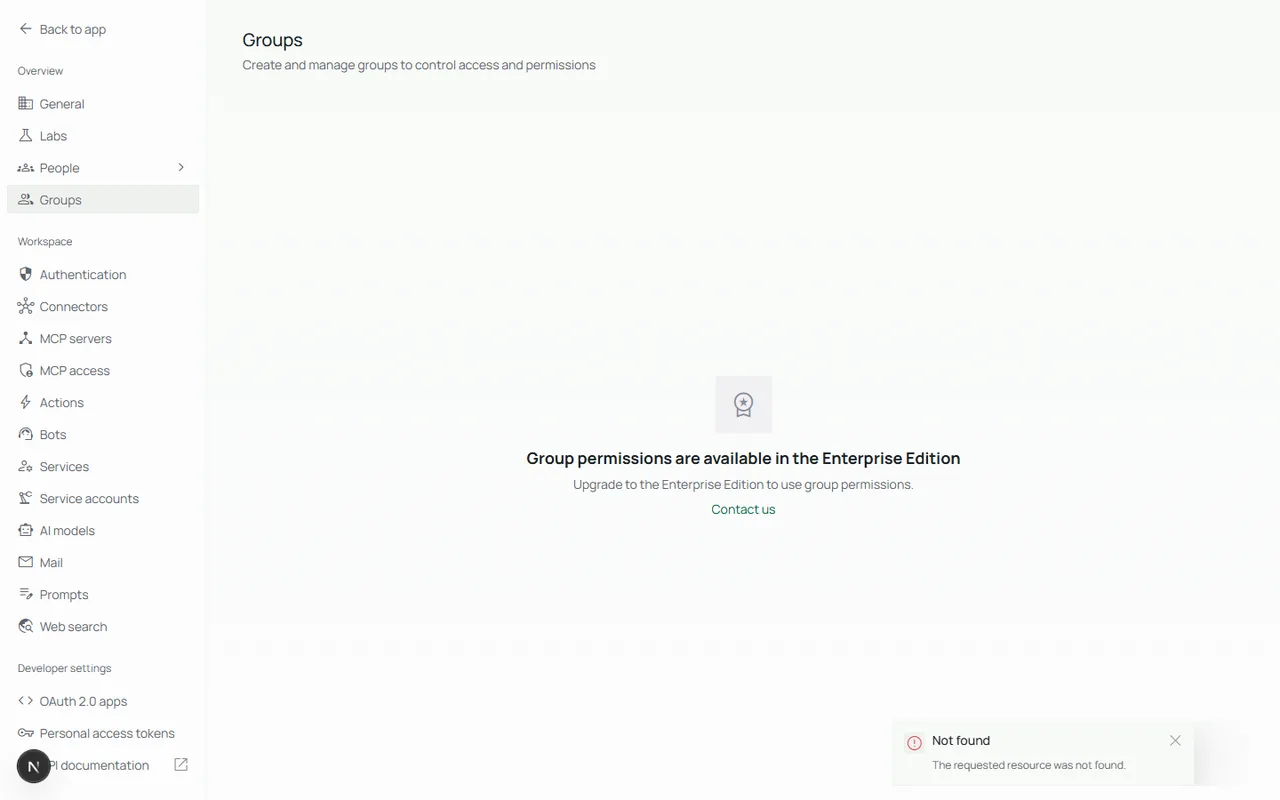 Back to app
Overview
General
Labs
People
Groups
Workspace
Authentication
Connectors
MCP servers
MCP access
Actions
Bots
Services
Service accounts
AI models
Mail
Prompts
Web search
Developer settings
OAuth 2.0 apps
Personal access tokens
N
PI documentation
Groups
Create and manage groups to control access and permissions
Group permissions are available in the Enterprise Edition
Upgrade to the Enterprise Edition to use group permissions.
Contact us
Not found
The requested resource was not found.